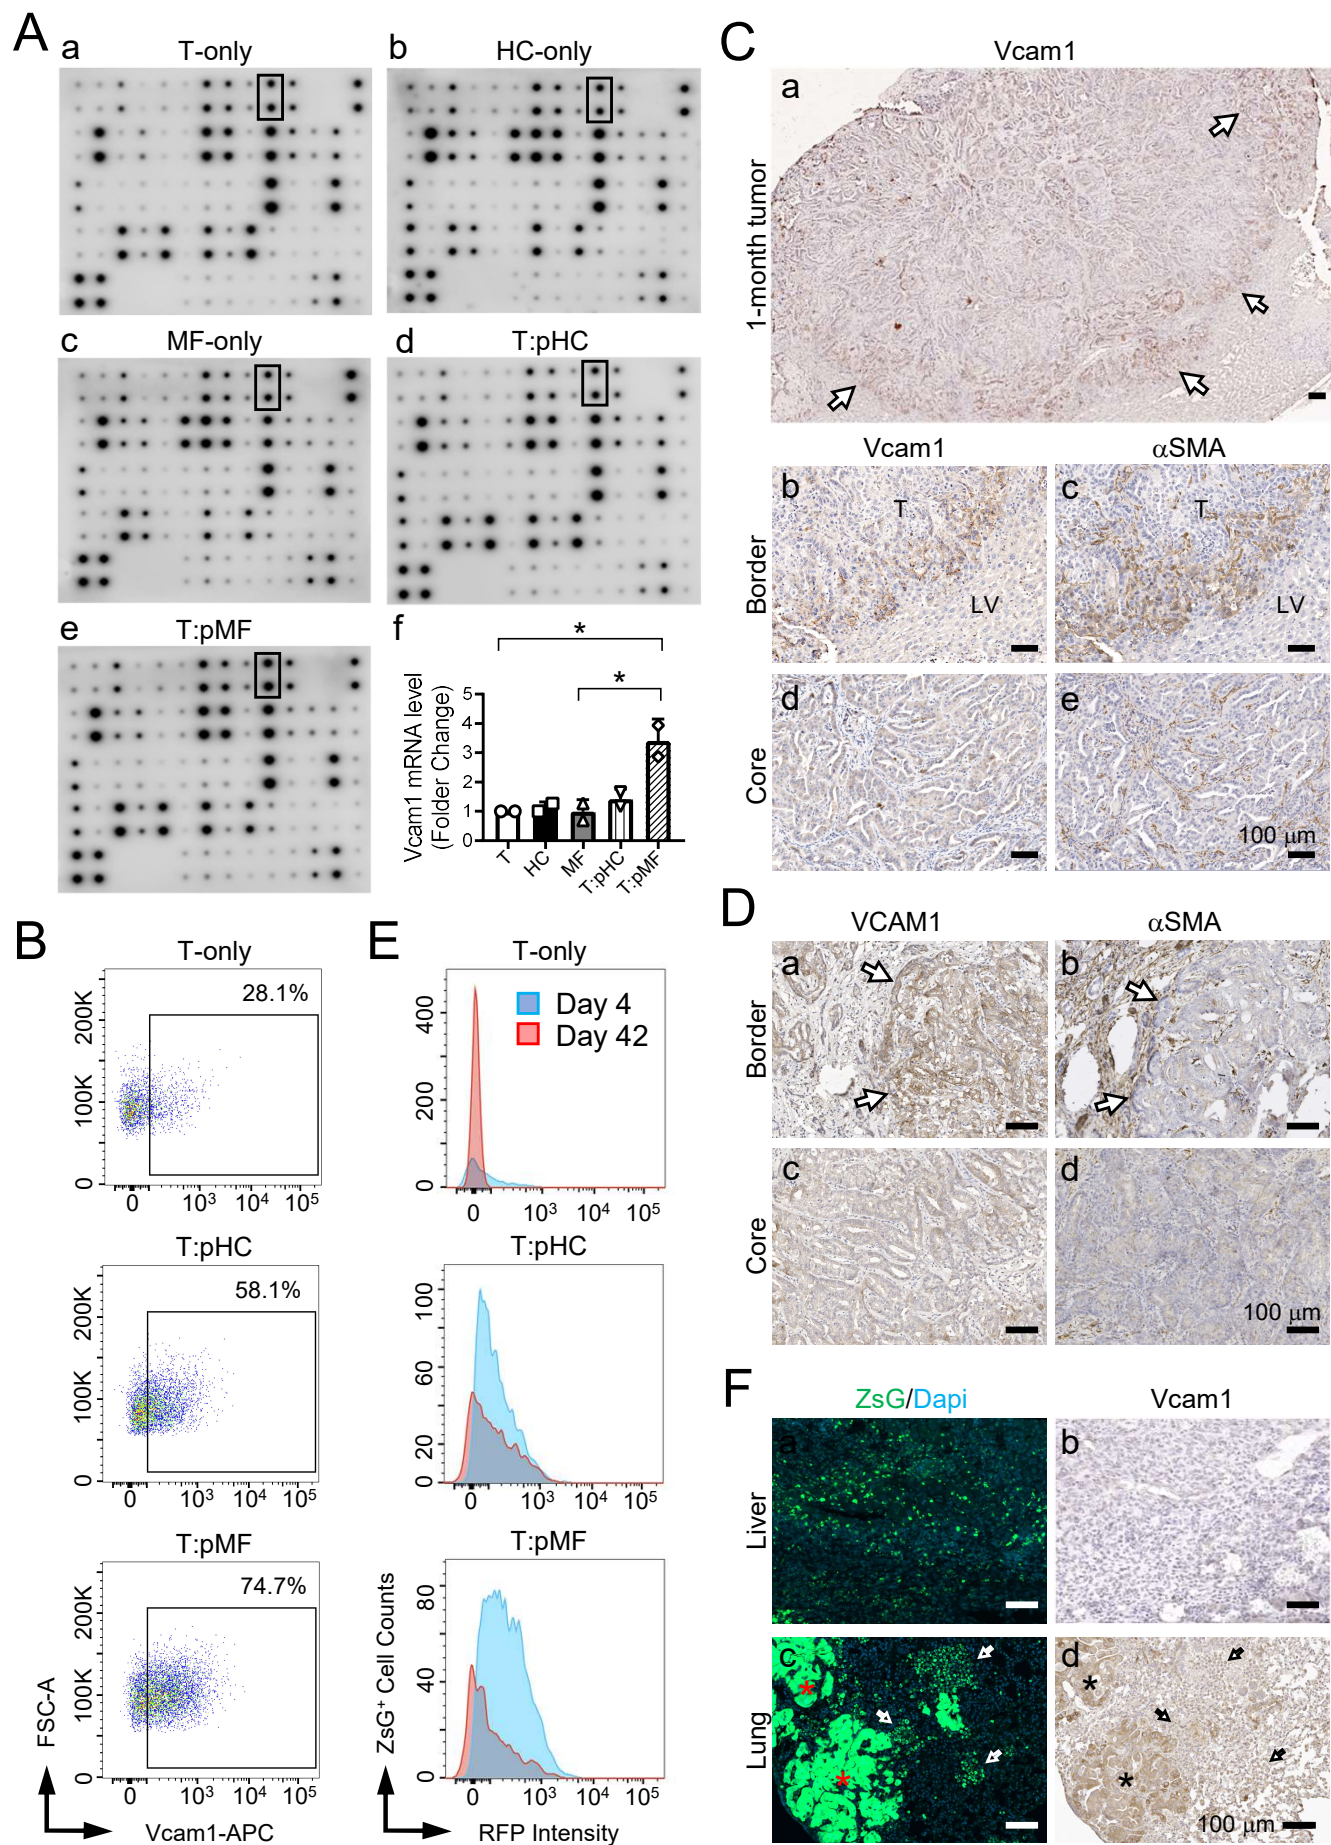 A
a
T-only
b
HC-only
c
MF-only
d
T:pHC
e
T:pMF
f
*
*
Vcam1 mRNA level
(Folder Change)
5
4
3
2
1
0
T
HC
MF
T:pHC
T:pMF
B
T-only
28.1%
200K
100K
0
0
10³
10⁴
10⁵
T:pHC
58.1%
200K
100K
0
0
10³
10⁴
10⁵
T:pMF
74.7%
200K
100K
0
0
10³
10⁴
10⁵
FSC-A
Vcam1-APC
C
Vcam1
a
1-month tumor
Vcam1
αSMA
b
T
LV
c
T
LV
Border
d
e
100 µm
Core
D
VCAM1
αSMA
a
b
Border
c
d
100 µm
Core
E
T-only
Day 4
Day 42
400
200
0
0
10³
10⁴
10⁵
T:pHC
100
60
40
20
0
0
10³
10⁴
10⁵
T:pMF
80
40
0
0
10³
10⁴
10⁵
ZsG⁺ Cell Counts
RFP Intensity
F
ZsG/Dapi
Vcam1
a
b
Liver
c
*
*
d
*
*
100 µm
Lung